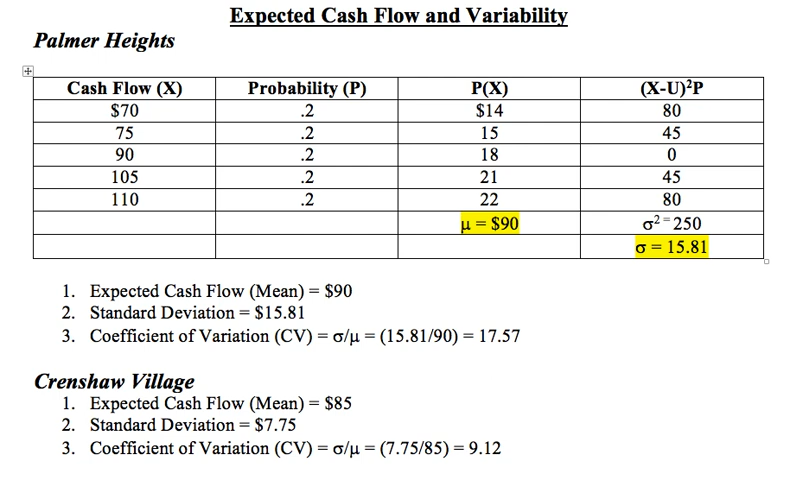 Expected Cash Flow and Variability
Palmer Heights
Cash Flow (X) Probability (P) P(X) (X-U)²P
$70 .2 $14 80
75 .2 15 45
90 .2 18 0
105 .2 21 45
110 .2 22 80
μ = $90 σ² = 250
σ = 15.81
1. Expected Cash Flow (Mean) = $90
2. Standard Deviation = $15.81
3. Coefficient of Variation (CV) = σ/μ = (15.81/90) = 17.57
Crenshaw Village
1. Expected Cash Flow (Mean) = $85
2. Standard Deviation = $7.75
3. Coefficient of Variation (CV) = σ/μ = (7.75/85) = 9.12